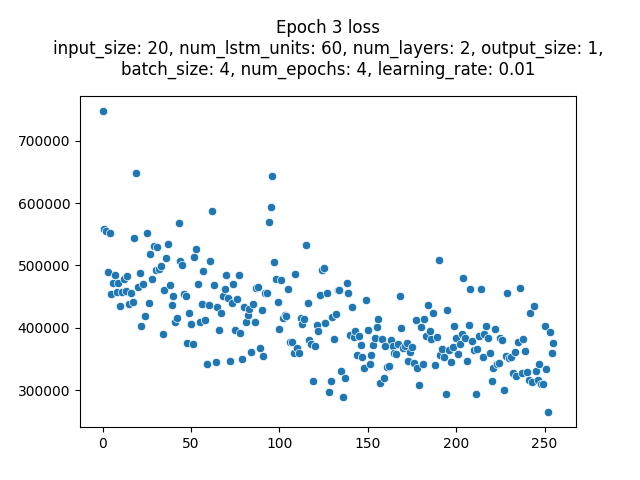 Epoch 3 loss
input_size: 20, num_lstm_units: 60, num_layers: 2, output_size: 1,
batch_size: 4, num_epochs: 4, learning_rate: 0.01
700000
600000
500000
400000
300000
0 50 100 150 200 250